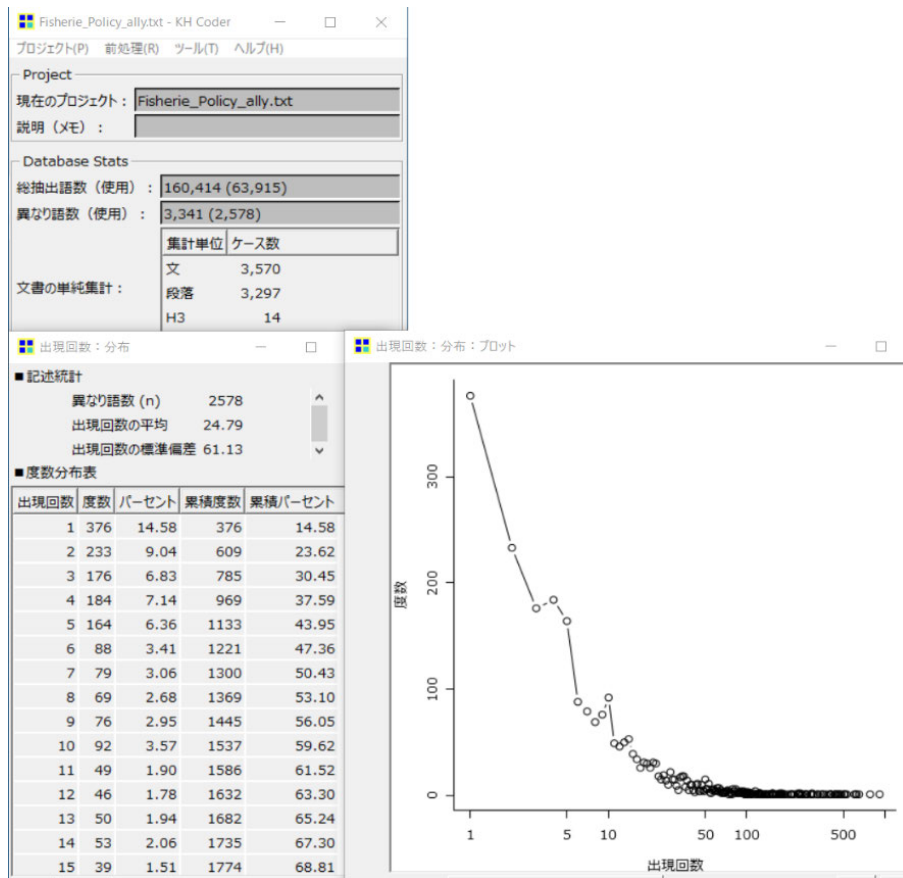 Fisherie_Policy_ally.txt - KH Coder
プロジェクト(P) 前処理(R) ツール(T) ヘルプ(H)
Project
現在のプロジェクト： Fisherie_Policy_ally.txt
説明（メモ）：
Database Stats
総抽出語数（使用）： 160,414 (63,915)
異なり語数（使用）： 3,341 (2,578)
集計単位 ケース数
文 3,570
文書の単純集計：
段落 3,297
H3 14
出現回数：分布
■記述統計
異なり語数 (n) 2578
出現回数の平均 24.79
出現回数の標準偏差 61.13
■度数分布表
出現回数 度数 パーセント 累積度数 累積パーセント
1 376 14.58 376 14.58
2 233 9.04 609 23.62
3 176 6.83 785 30.45
4 184 7.14 969 37.59
5 164 6.36 1133 43.95
6 88 3.41 1221 47.36
7 79 3.06 1300 50.43
8 69 2.68 1369 53.10
9 76 2.95 1445 56.05
10 92 3.57 1537 59.62
11 49 1.90 1586 61.52
12 46 1.78 1632 63.30
13 50 1.94 1682 65.24
14 53 2.06 1735 67.30
15 39 1.51 1774 68.81
出現回数：分布：プロット
度数
300
200
100
0
1 5 10 50 100 500
出現回数